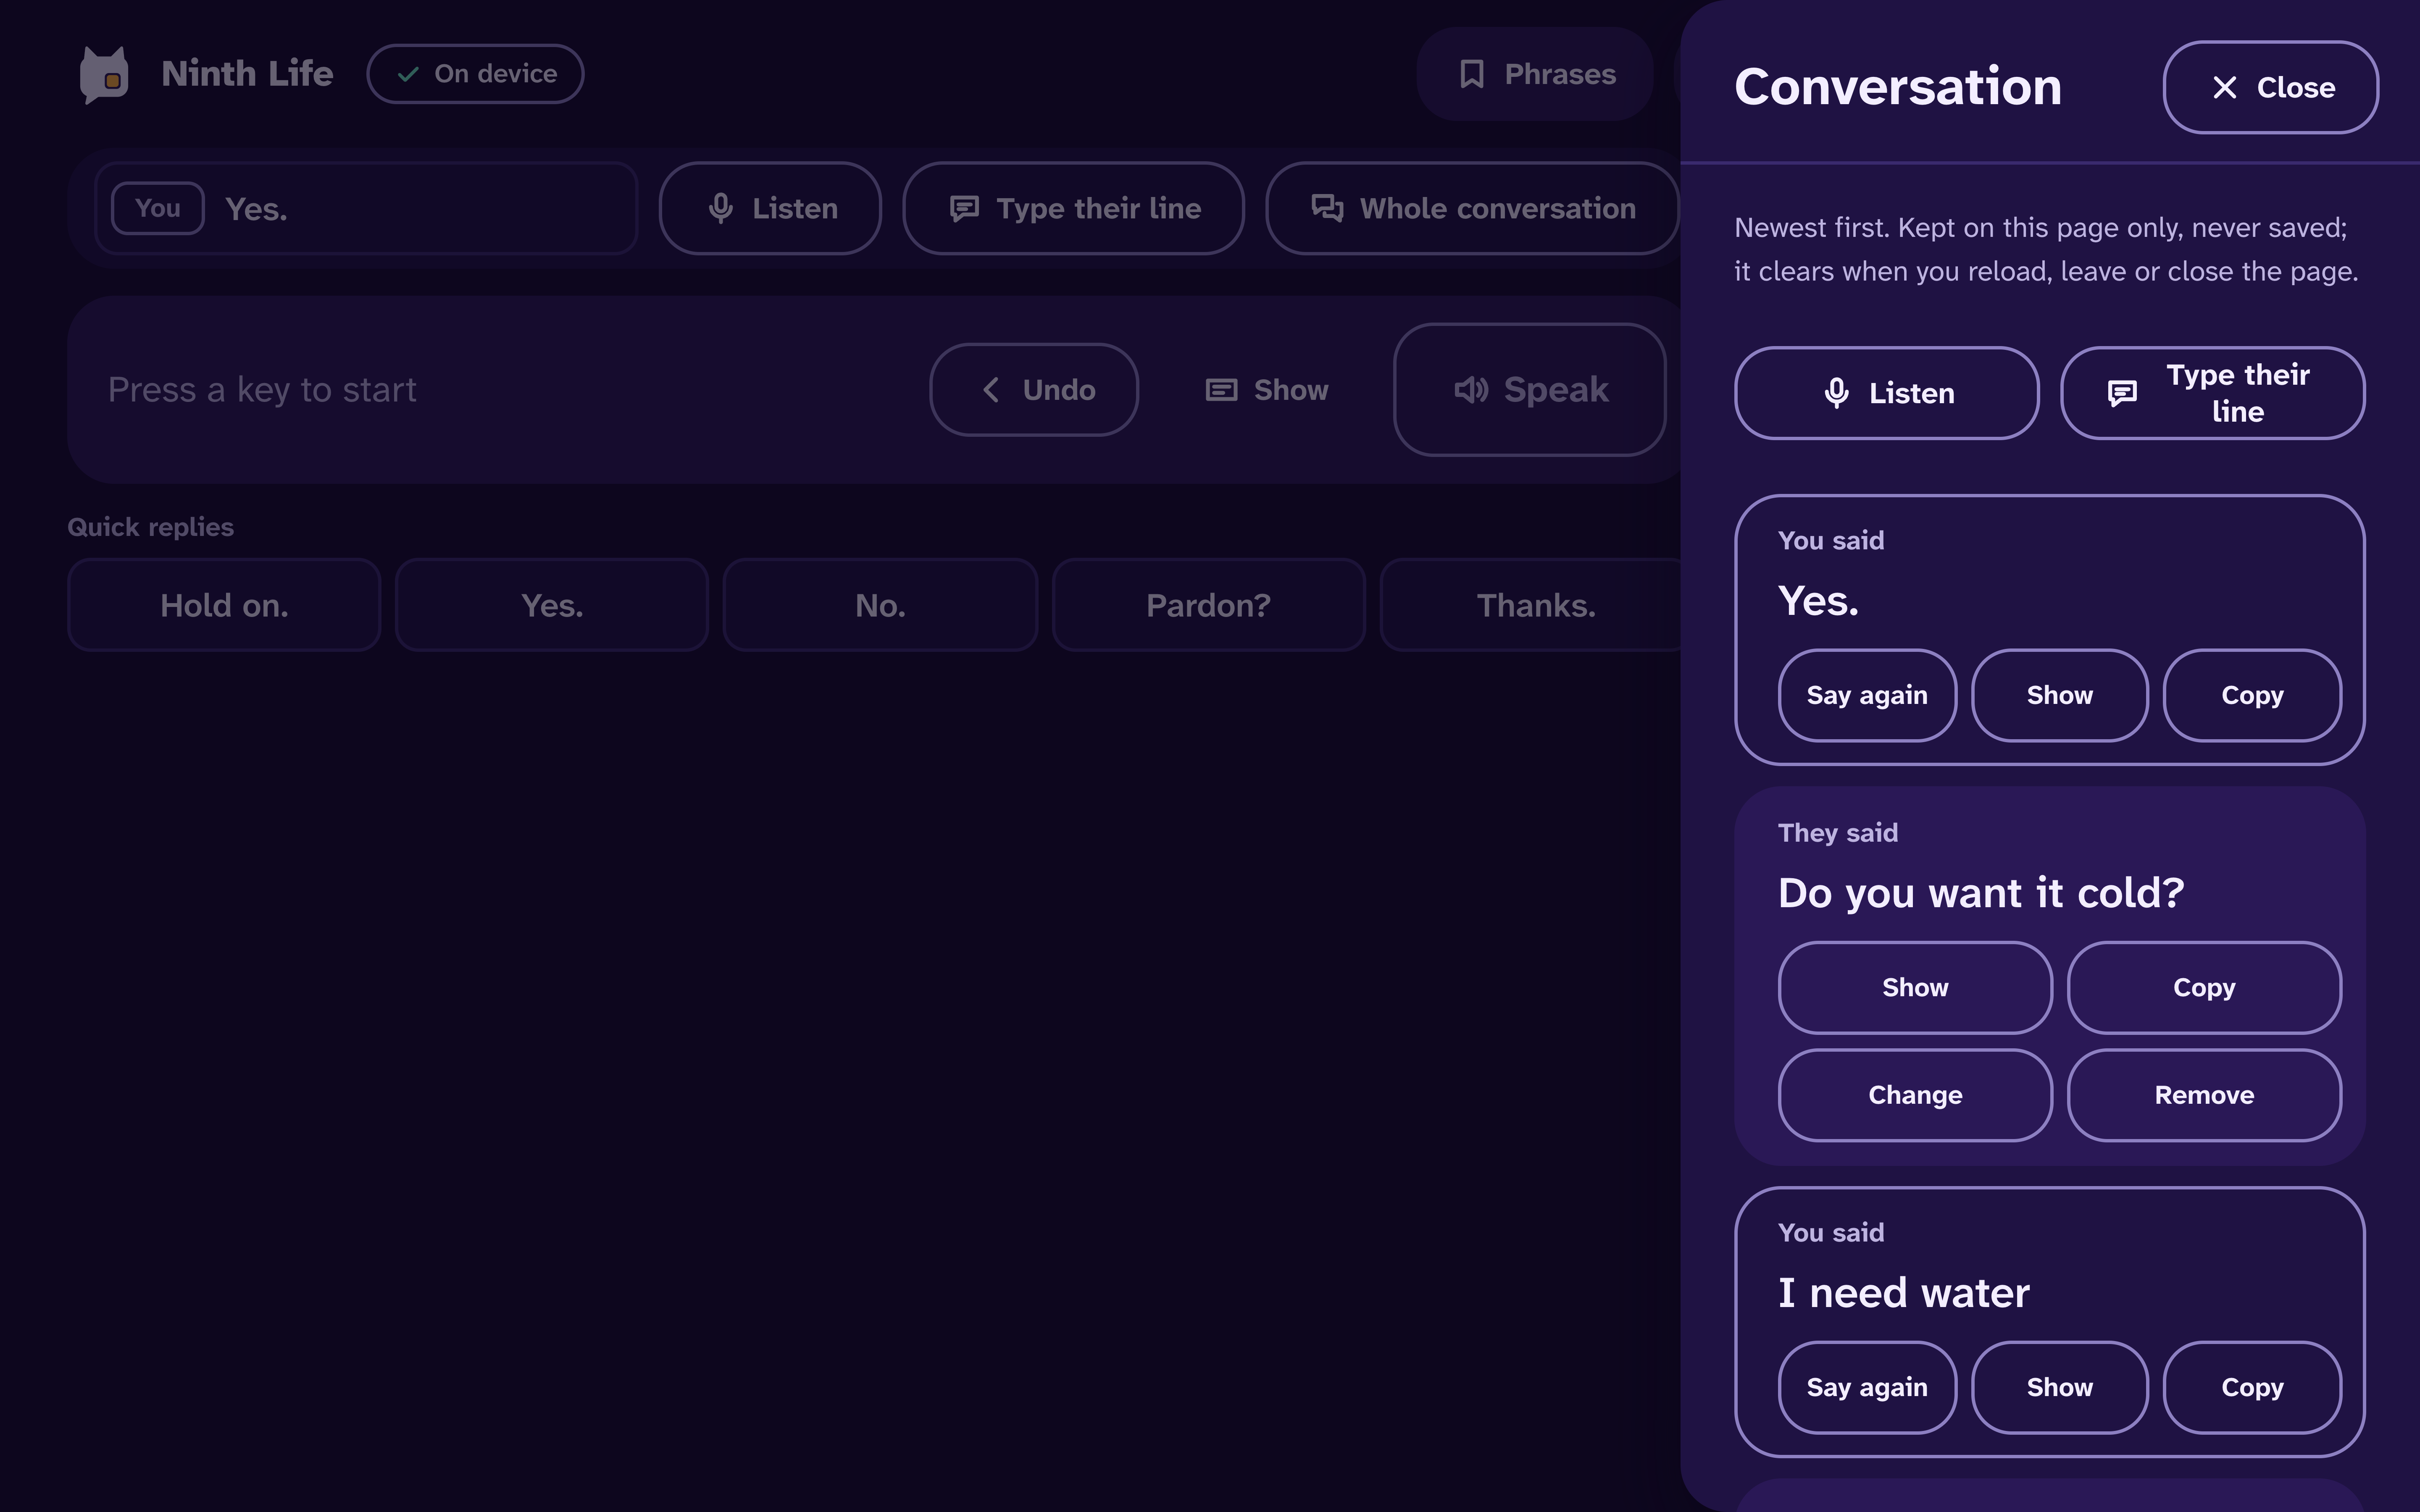 Ninth Life
On device
Phrases
You
Yes.
Listen
Type their line
Whole conversation
Press a key to start
Undo
Show
Speak
Quick replies
Hold on.
Yes.
No.
Pardon?
Thanks.
Conversation
Close
Newest first. Kept on this page only, never saved;
it clears when you reload, leave or close the page.
Listen
Type their
line
You said
Yes.
Say again
Show
Copy
They said
Do you want it cold?
Show
Copy
Change
Remove
You said
I need water
Say again
Show
Copy